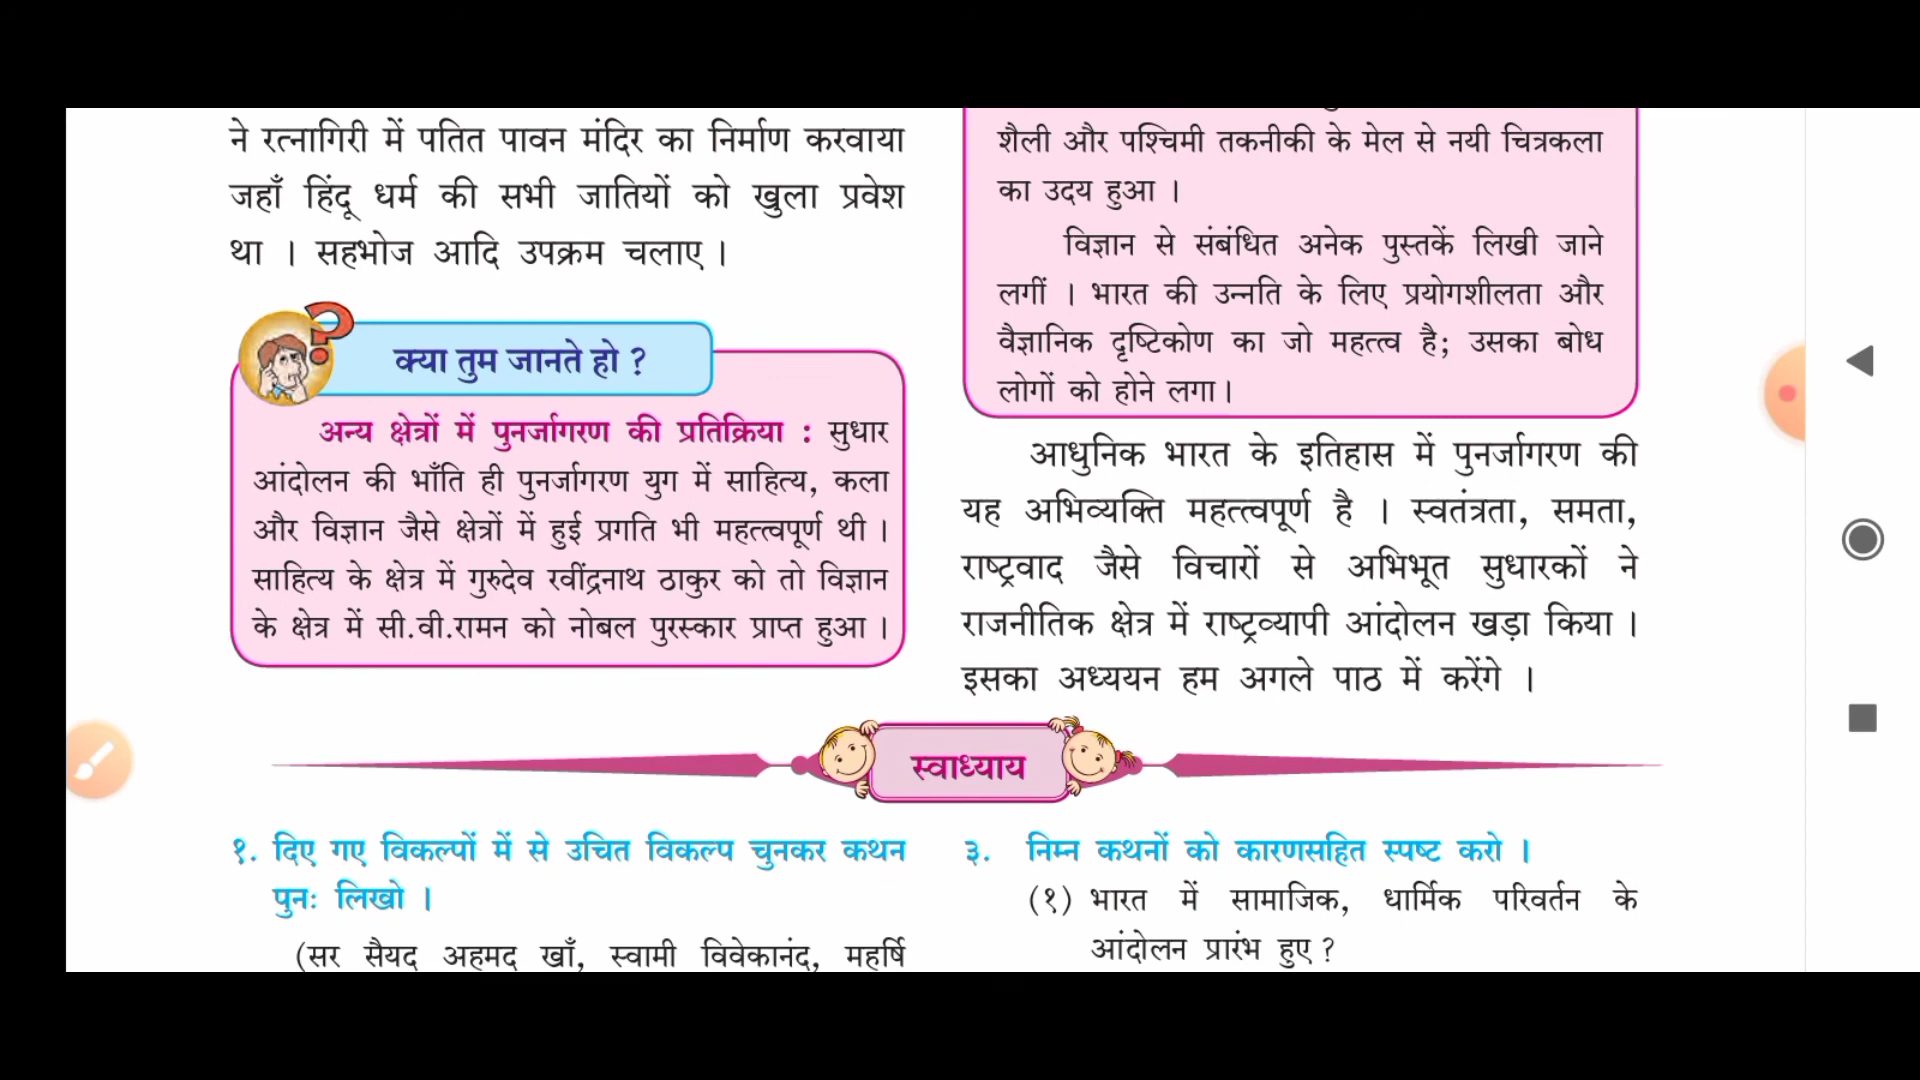 ने रत्नागिरी में पतित पावन मंदिर का निर्माण करवाया
जहाँ हिंदू धर्म की सभी जातियों को खुला प्रवेश
था । सहभोज आदि उपक्रम चलाए ।
क्या तुम जानते हो ?
अन्य क्षेत्रों में पुनर्जागरण की प्रतिक्रिया : सुधार
आंदोलन की भाँति ही पुनर्जागरण युग में साहित्य, कला
और विज्ञान जैसे क्षेत्रों में हुई प्रगति भी महत्त्वपूर्ण थी ।
साहित्य के क्षेत्र में गुरुदेव रवींद्रनाथ ठाकुर को तो विज्ञान
के क्षेत्र में सी.वी.रामन को नोबल पुरस्कार प्राप्त हुआ ।
शैली और पश्चिमी तकनीकी के मेल से नयी चित्रकला
का उदय हुआ ।
विज्ञान से संबंधित अनेक पुस्तकें लिखी जाने
लगीं । भारत की उन्नति के लिए प्रयोगशीलता और
वैज्ञानिक दृष्टिकोण का जो महत्त्व है; उसका बोध
लोगों को होने लगा ।
आधुनिक भारत के इतिहास में पुनर्जागरण की
यह अभिव्यक्ति महत्त्वपूर्ण है । स्वतंत्रता, समता,
राष्ट्रवाद जैसे विचारों से अभिभूत सुधारकों ने
राजनीतिक क्षेत्र में राष्ट्रव्यापी आंदोलन खड़ा किया ।
इसका अध्ययन हम अगले पाठ में करेंगे ।
स्वाध्याय
१. दिए गए विकल्पों में से उचित विकल्प चुनकर कथन
पुनः लिखो ।
(सर सैयद अहमद खाँ, स्वामी विवेकानंद, महर्षि
३. निम्न कथनों को कारणसहित स्पष्ट करो ।
(१) भारत में सामाजिक, धार्मिक परिवर्तन के
आंदोलन प्रारंभ हुए ?